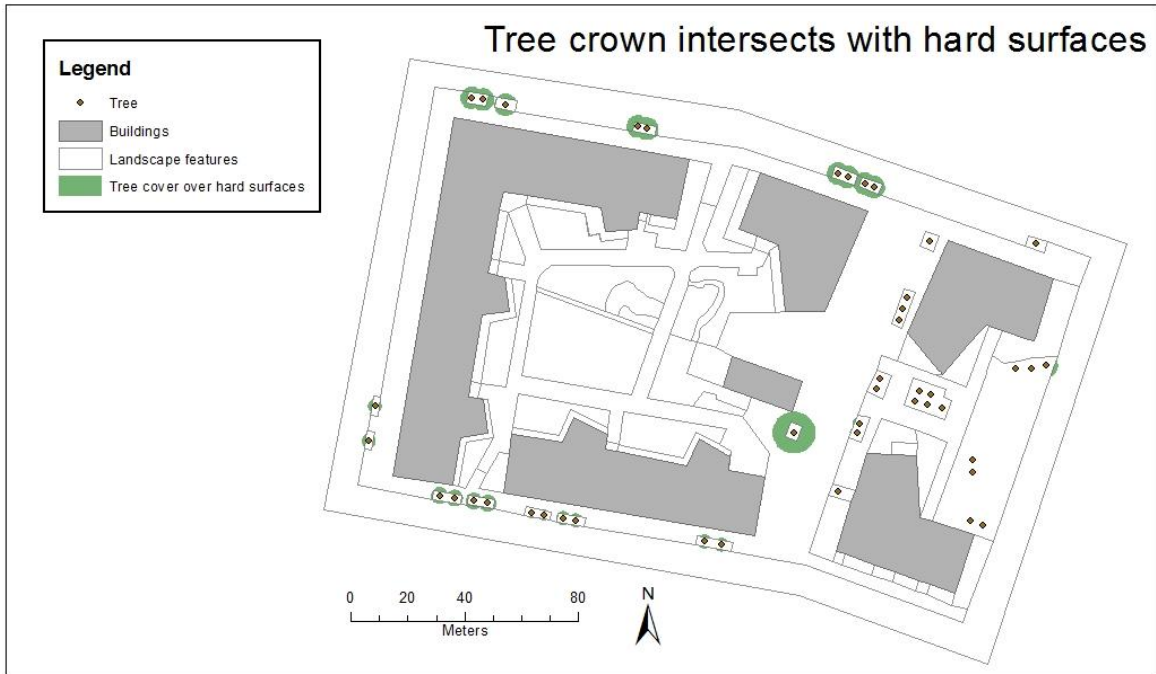 Tree crown intersects with hard surfaces
Legend
Tree
Buildings
Landscape features
Tree cover over hard surfaces
0 20 40 80
Meters
N